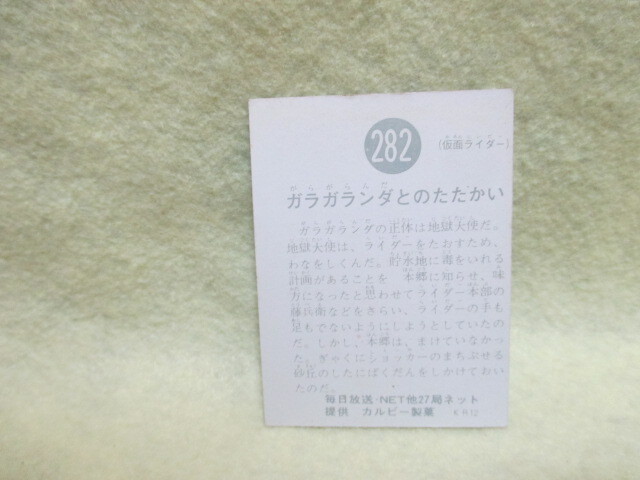 282
(仮面ライダー)
ガラガランダとのたたかい
ガラガランダの正体は地獄大使だ。
地獄大使は、ライダーをたおすため、
わなをしくんだ。貯水地に毒をいれる
計画があることを 本郷に知らせ、味
方になったと思わせてライダー本部の
藤兵衛などをさらい、ライダーの手も
足もでないようにしようとしていたの
だ。しかし、本郷は、まけていなかっ
た。ぎゃくにショッカーのまちぶせる
のしたにばくだんをしかけておい
たのだ。
毎日放送・NET他27局ネット
提供 カルビー製菓